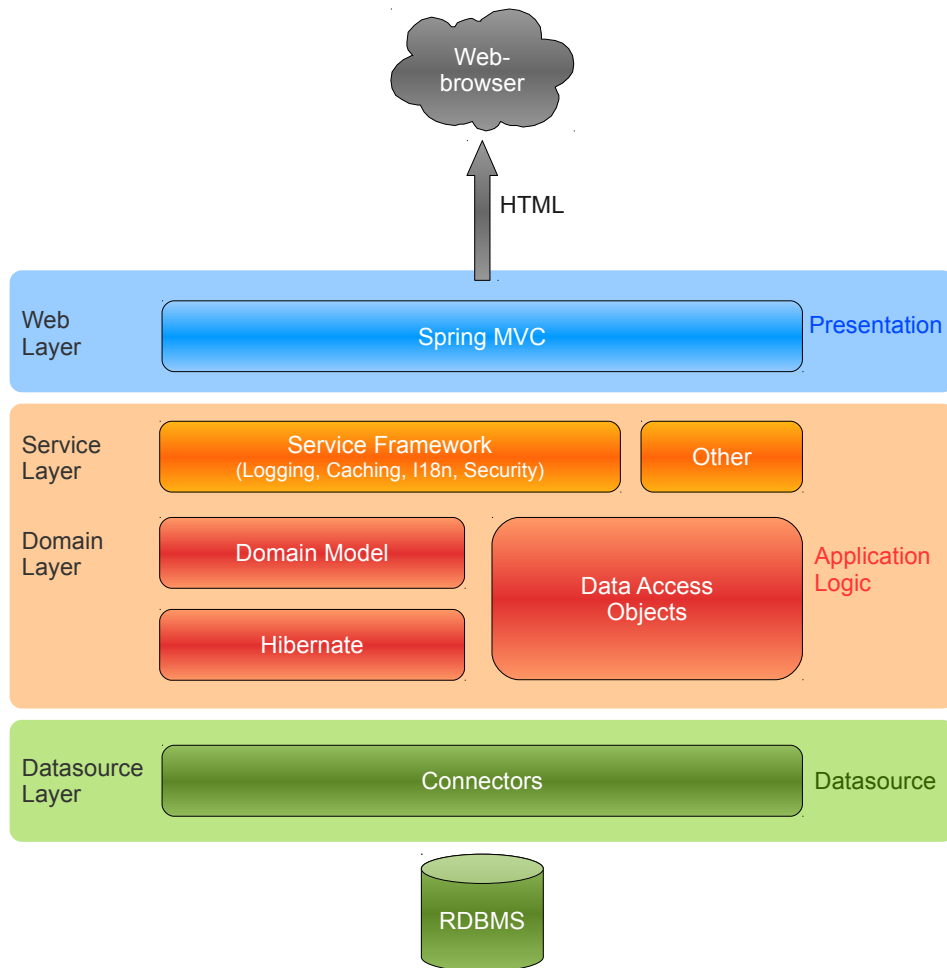 Web-
browser
HTML
Web
Layer
Spring MVC
Presentation
Service
Layer
Service Framework
(Logging, Caching, I18n, Security)
Other
Domain
Layer
Domain Model
Hibernate
Data Access
Objects
Application
Logic
Datasource
Layer
Connectors
Datasource
RDBMS